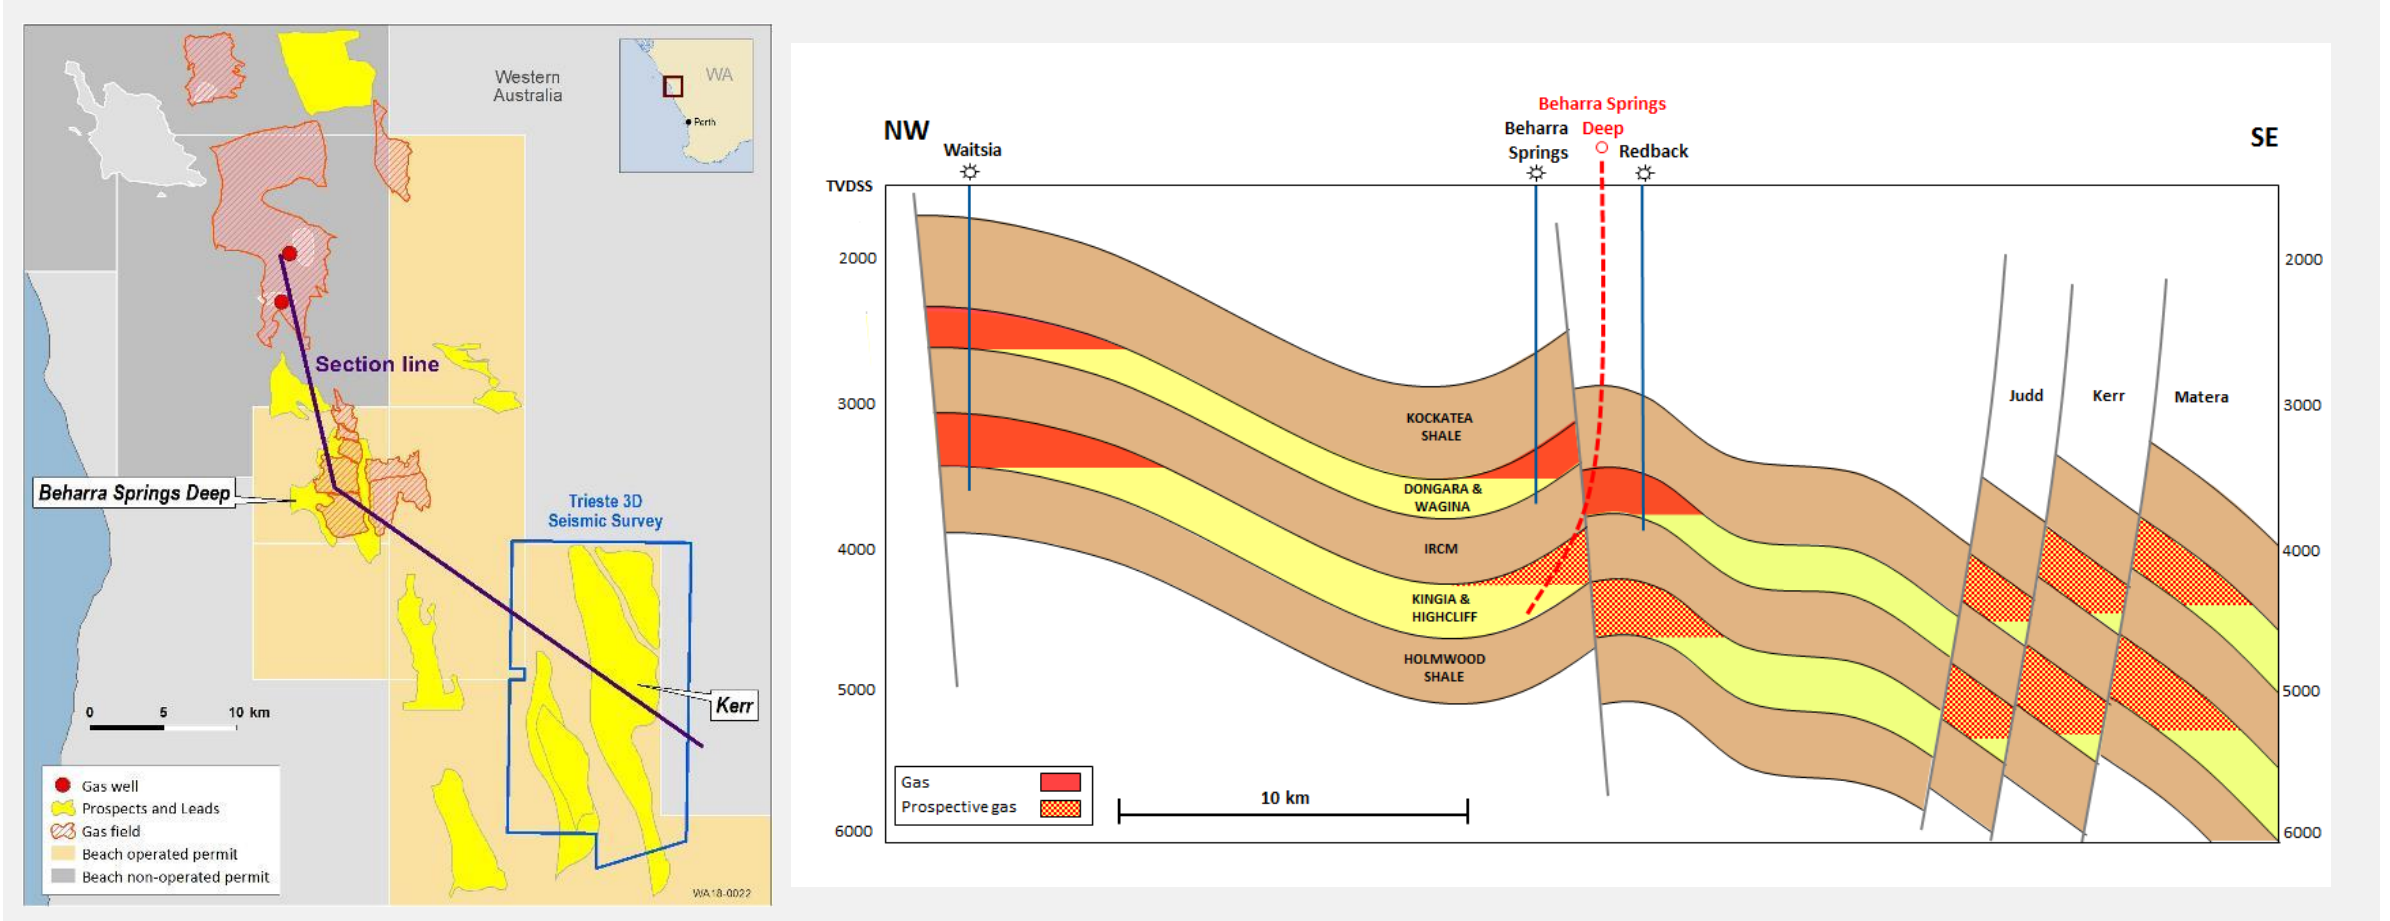 Western
Australia
WA
Perth
Section line
Beharra Springs Deep
Trieste 3D
Seismic Survey
Kerr
0 5 10 km
Gas well
Prospects and Leads
Gas field
Beach operated permit
Beach non-operated permit
WA18-0022
NW
SE
Waitsia
Beharra
Springs
Beharra Springs
Deep
Redback
TVDSS
2000
3000
4000
5000
6000
2000
3000
4000
5000
6000
KOCKATEA
SHALE
DONGARA &
WAGINA
IRCM
KINGIA &
HIGHCLIFF
HOLMWOOD
SHALE
Judd
Kerr
Matera
Gas
Prospective gas
10 km